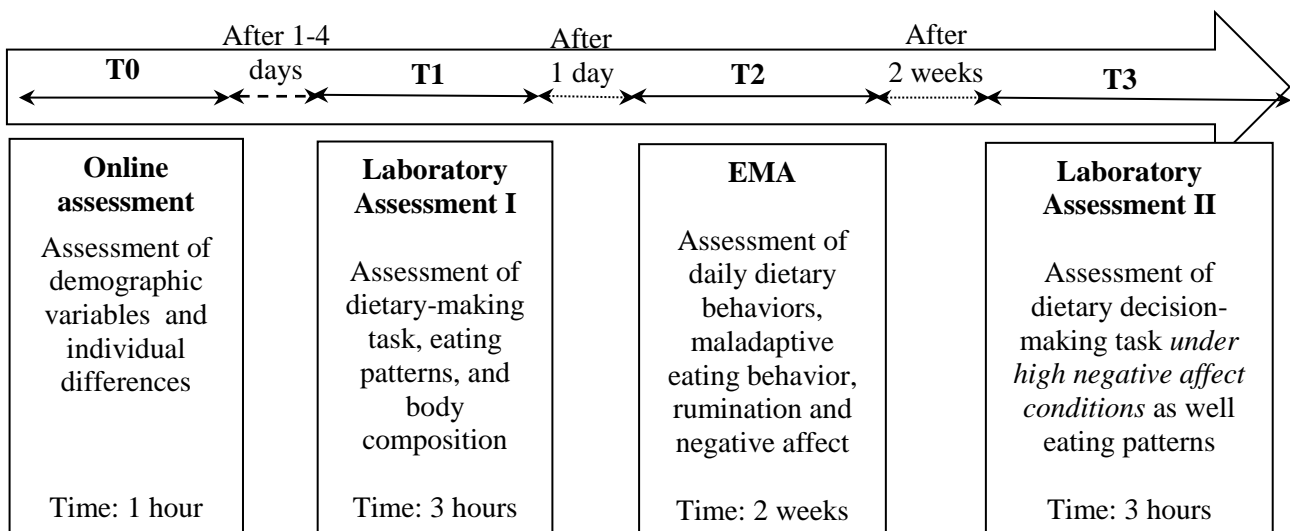 After 1-4
days
After
1 day
After
2 weeks
T0
T1
T2
T3
Online
assessment
Assessment of
demographic
variables and
individual
differences
Time: 1 hour
Laboratory
Assessment I
Assessment of
dietary-making
task, eating
patterns, and
body
composition
Time: 3 hours
EMA
Assessment of
daily dietary
behaviors,
maladaptive
eating behavior,
rumination and
negative affect
Time: 2 weeks
Laboratory
Assessment II
Assessment of
dietary decision-
making task under
high negative affect
conditions as well
eating patterns
Time: 3 hours